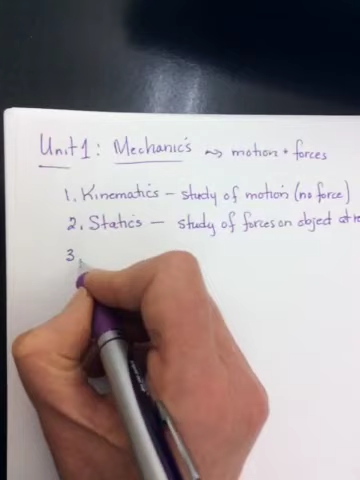 Unit 1: Mechanics ⇝ motion + forces
1. Kinematics – study of motion (no force)
2. Statics – study of forces on object at re
3.